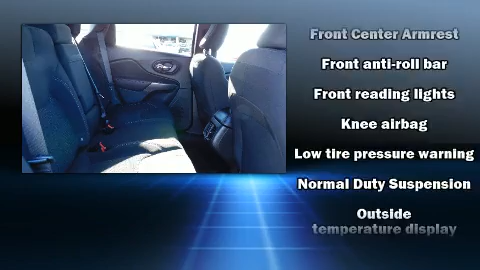 Front Center Armrest
Front anti-roll bar
Front reading lights
Knee airbag
Low tire pressure warning
Normal Duty Suspension
Outside
temperature display